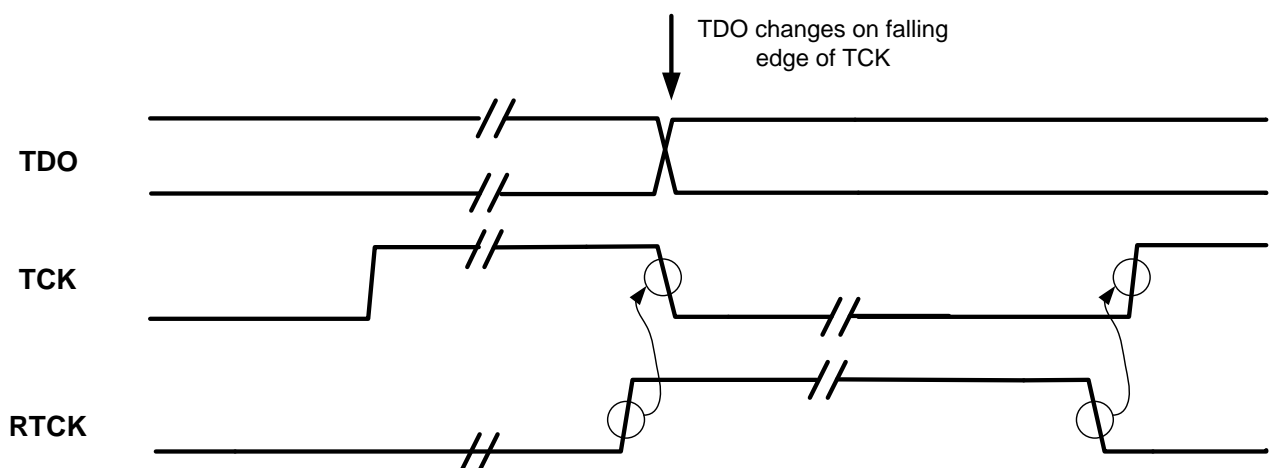 TDO changes on falling
edge of TCK
TDO
TCK
RTCK